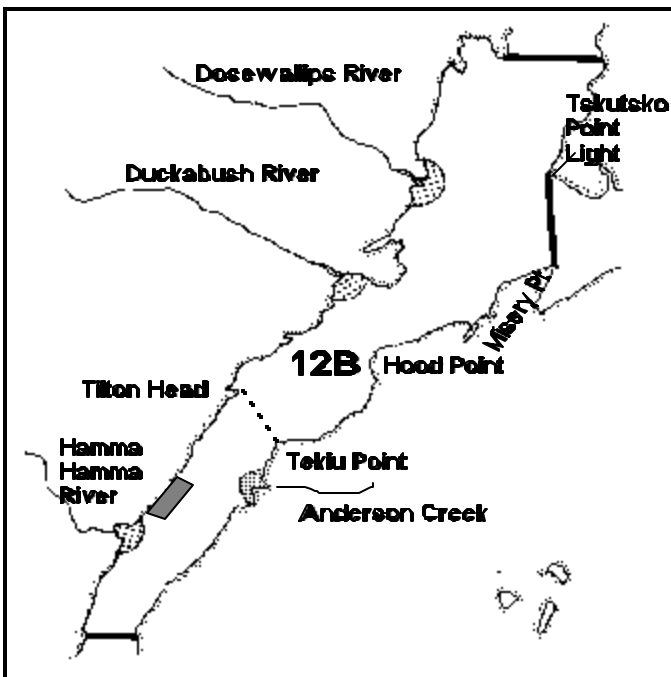 Dosewallips River
Tskutsko
Point
Light
Duckabush River
Misery Pt
12B
Hood Point
Tilton Head
Hamma
Hamma
River
Tekiu Point
Anderson Creek